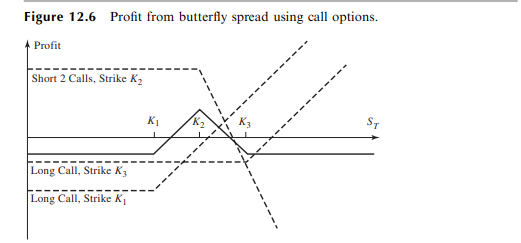 Figure 12.6 Profit from butterfly spread using call options.
Profit
Short 2 Calls, Strike K₂
K₁ K₂ K₃ S_T
Long Call, Strike K₃
Long Call, Strike K₁